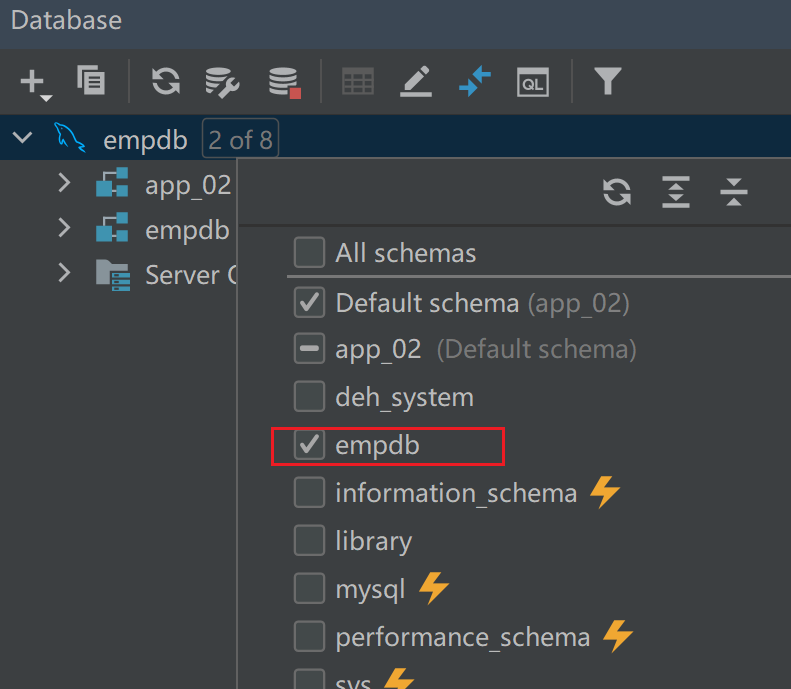 Database
QL
empdb 2 of 8
app_02
empdb
Server
All schemas
Default schema (app_02)
app_02 (Default schema)
deh_system
empdb
information_schema
library
mysql
performance_schema
sys